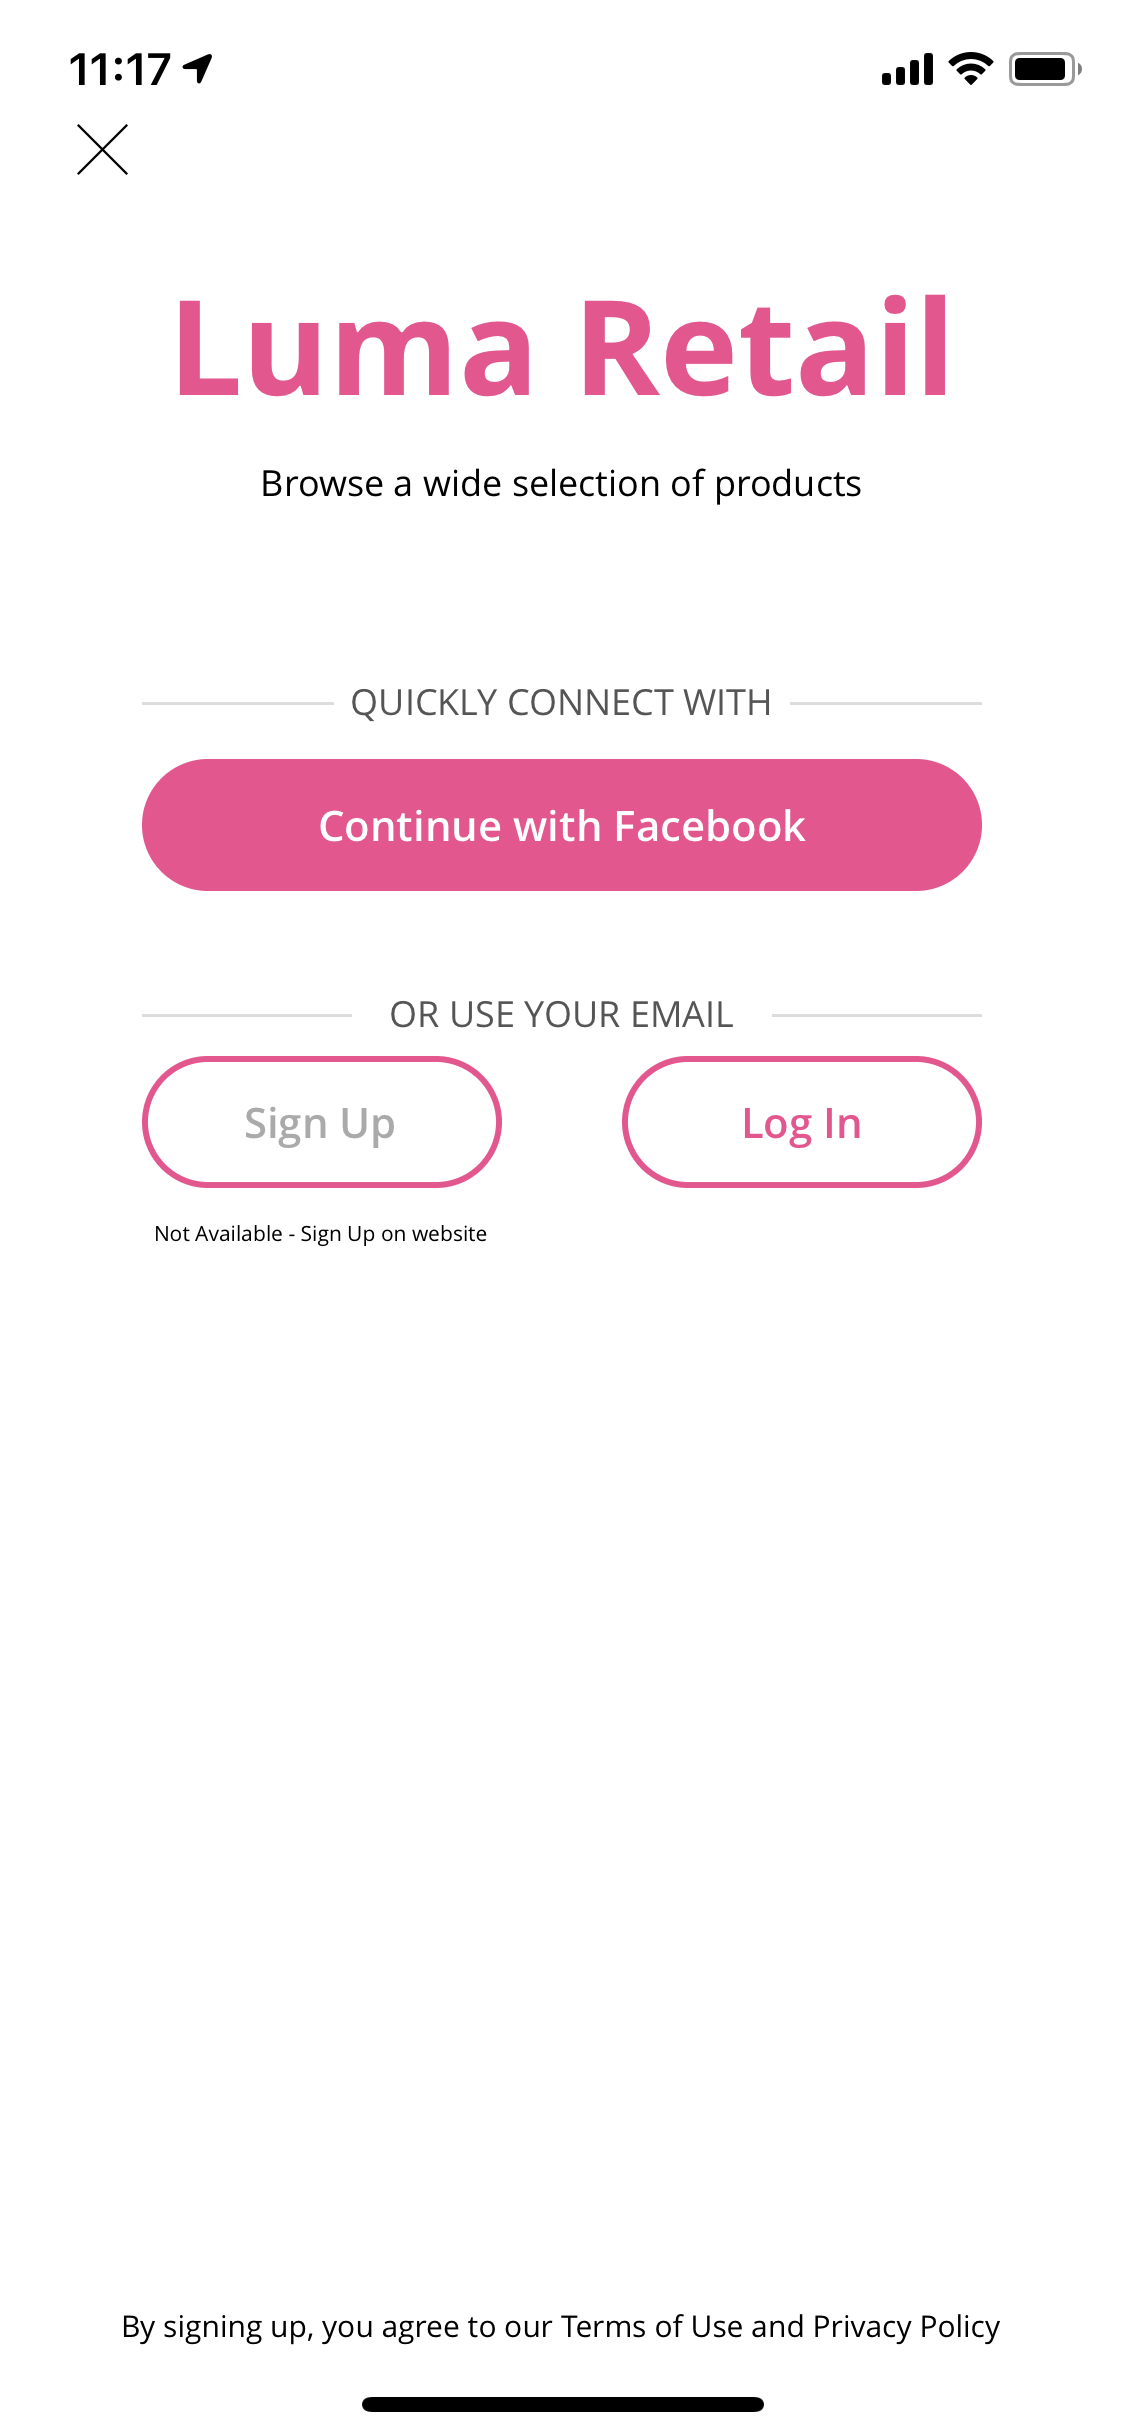 11:17
Luma Retail
Browse a wide selection of products
QUICKLY CONNECT WITH
Continue with Facebook
OR USE YOUR EMAIL
Sign Up
Log In
Not Available - Sign Up on website
By signing up, you agree to our Terms of Use and Privacy Policy